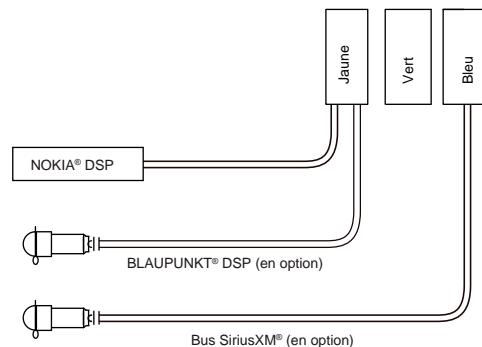 Jaune
Vert
Bleu
NOKIA® DSP
BLAUPUNKT® DSP (en option)
Bus SiriusXM® (en option)